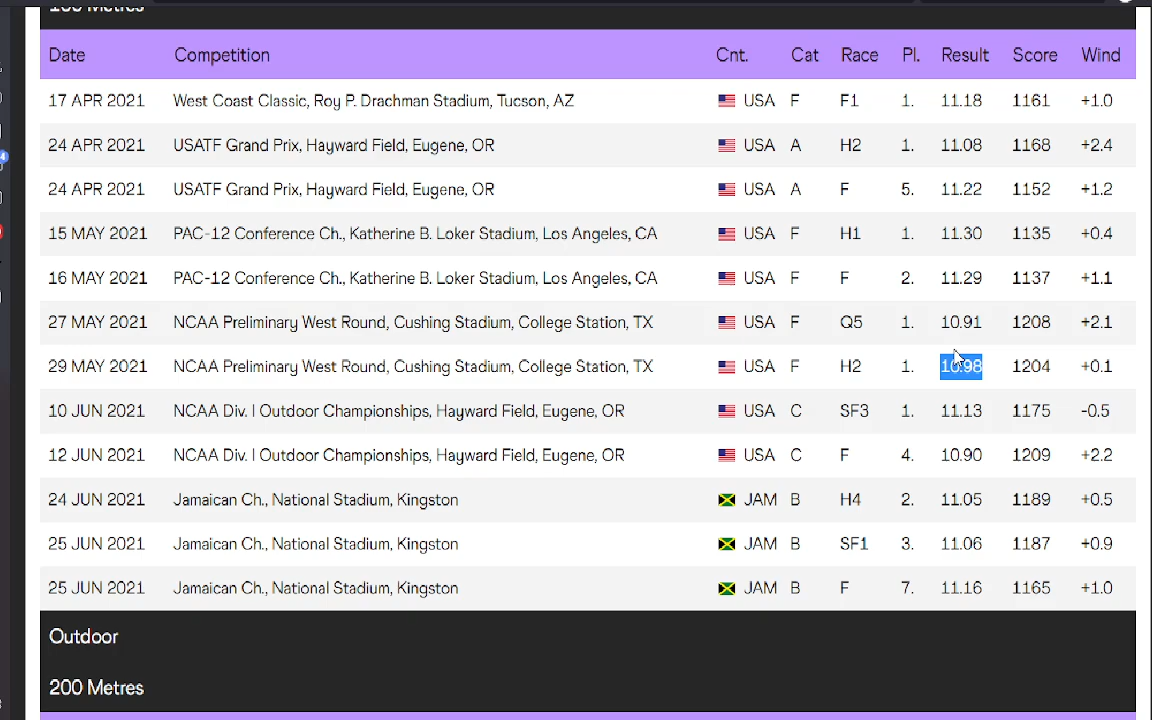 100 Metres
Date Competition Cnt. Cat Race Pl. Result Score Wind
17 APR 2021 West Coast Classic, Roy P. Drachman Stadium, Tucson, AZ USA F F1 1. 11.18 1161 +1.0
24 APR 2021 USATF Grand Prix, Hayward Field, Eugene, OR USA A H2 1. 11.08 1168 +2.4
24 APR 2021 USATF Grand Prix, Hayward Field, Eugene, OR USA A F 5. 11.22 1152 +1.2
15 MAY 2021 PAC-12 Conference Ch., Katherine B. Loker Stadium, Los Angeles, CA USA F H1 1. 11.30 1135 +0.4
16 MAY 2021 PAC-12 Conference Ch., Katherine B. Loker Stadium, Los Angeles, CA USA F F 2. 11.29 1137 +1.1
27 MAY 2021 NCAA Preliminary West Round, Cushing Stadium, College Station, TX USA F Q5 1. 10.91 1208 +2.1
29 MAY 2021 NCAA Preliminary West Round, Cushing Stadium, College Station, TX USA F H2 1. 10.98 1204 +0.1
10 JUN 2021 NCAA Div. I Outdoor Championships, Hayward Field, Eugene, OR USA C SF3 1. 11.13 1175 -0.5
12 JUN 2021 NCAA Div. I Outdoor Championships, Hayward Field, Eugene, OR USA C F 4. 10.90 1209 +2.2
24 JUN 2021 Jamaican Ch., National Stadium, Kingston JAM B H4 2. 11.05 1189 +0.5
25 JUN 2021 Jamaican Ch., National Stadium, Kingston JAM B SF1 3. 11.06 1187 +0.9
25 JUN 2021 Jamaican Ch., National Stadium, Kingston JAM B F 7. 11.16 1165 +1.0
Outdoor
200 Metres